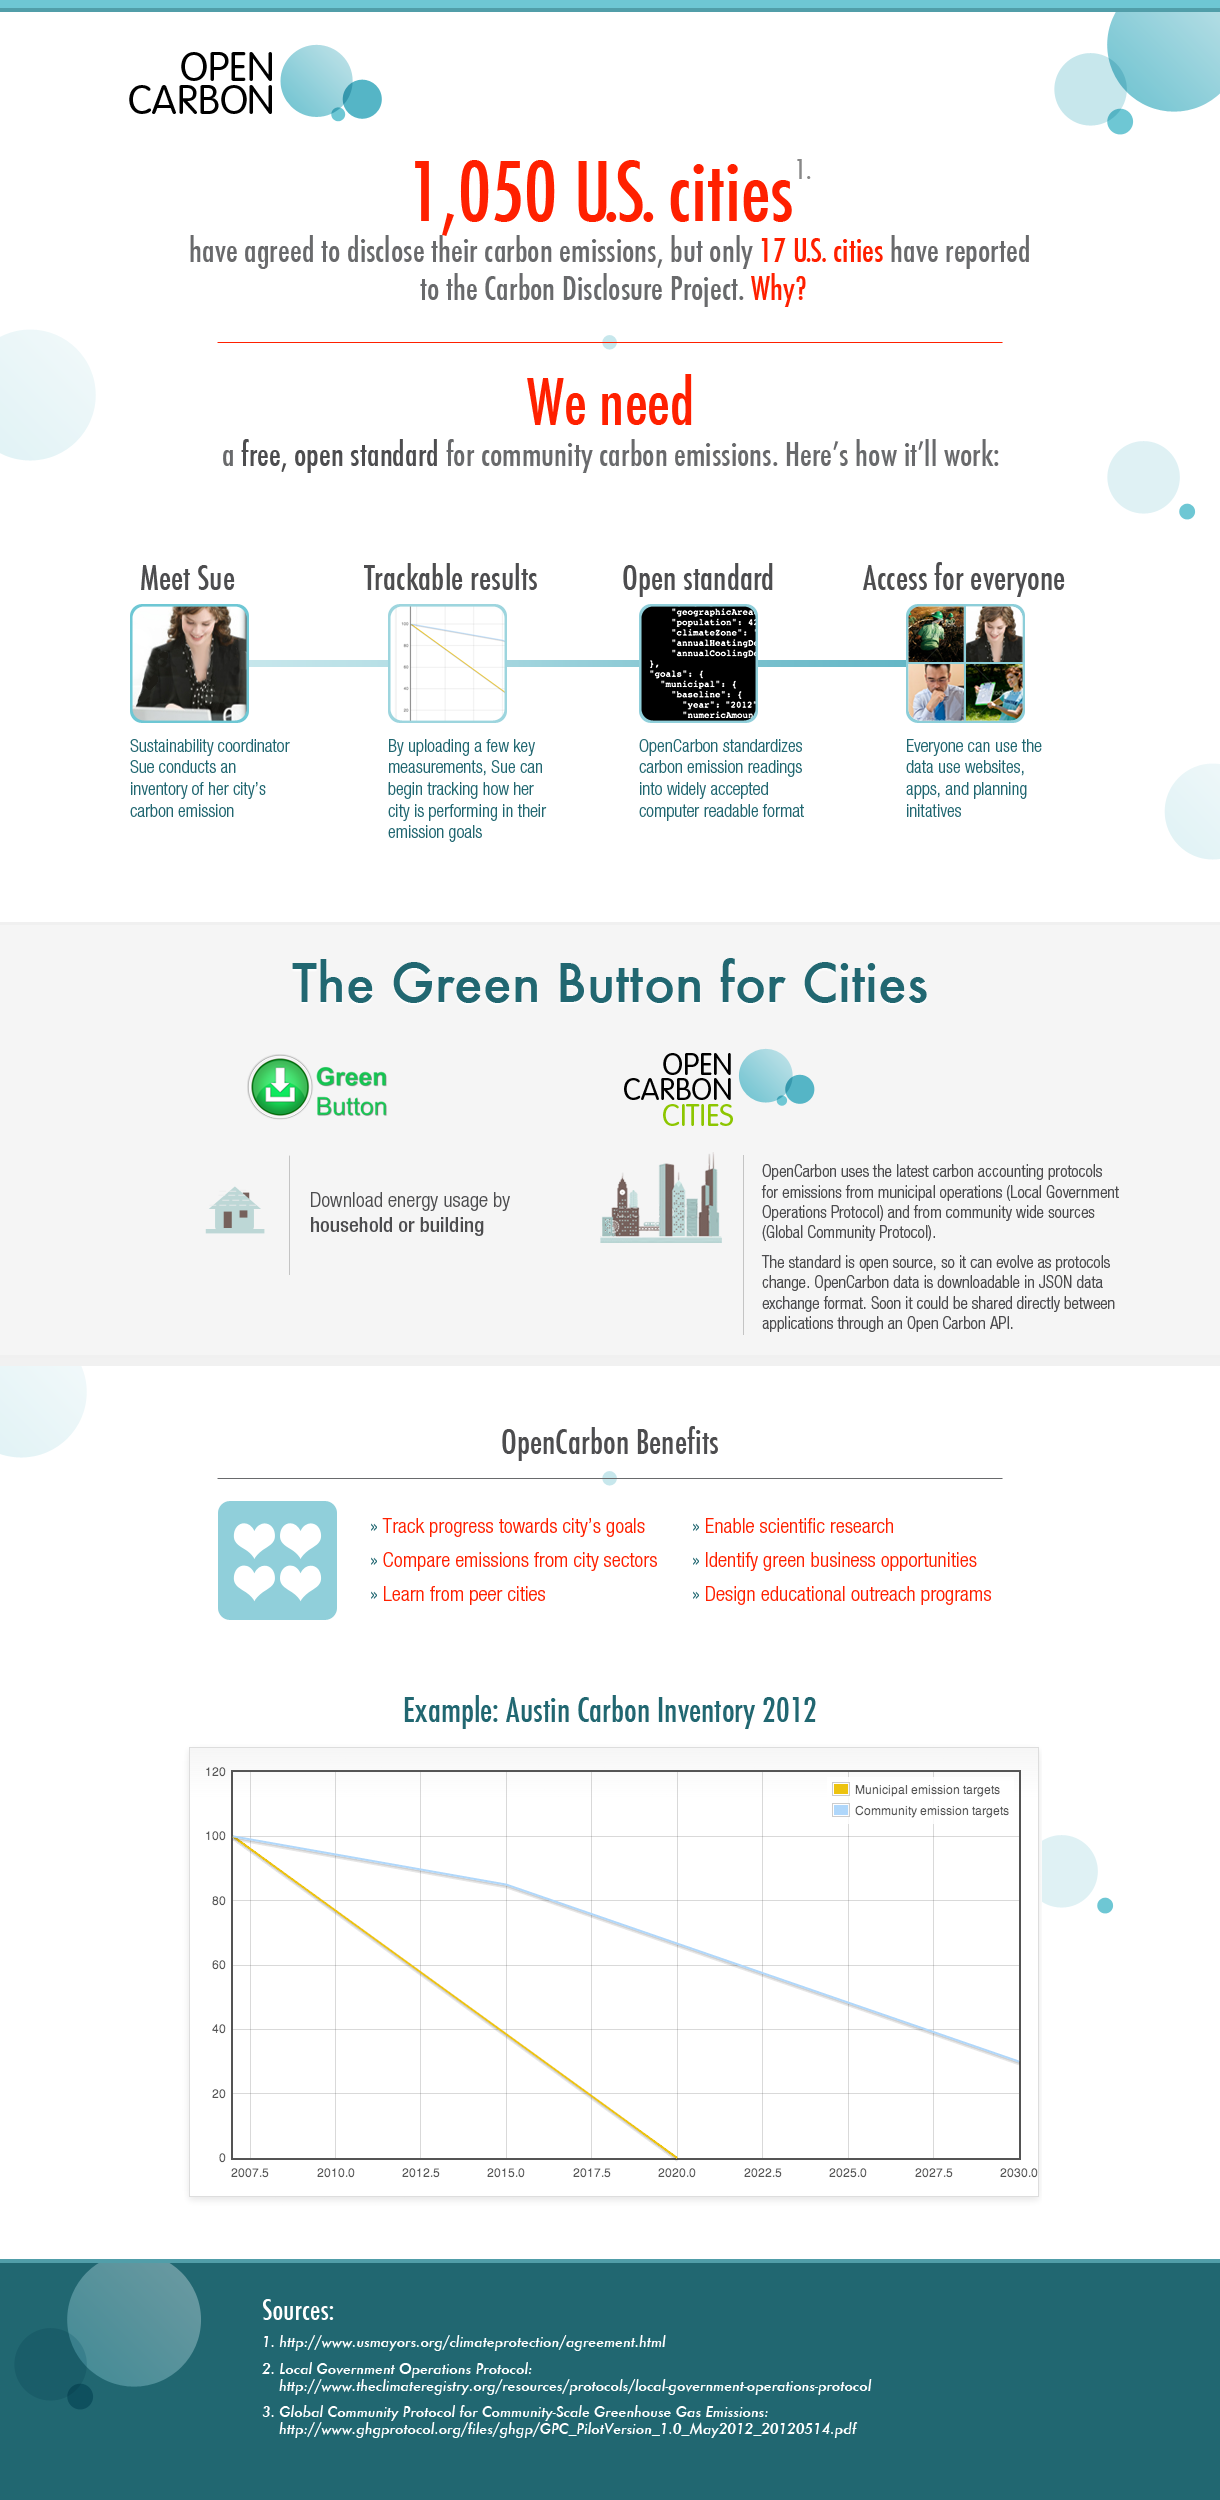 OPEN
CARBON
1,050 U.S. cities 1.
have agreed to disclose their carbon emissions, but only 17 U.S. cities have reported
to the Carbon Disclosure Project. Why?
We need
a free, open standard for community carbon emissions. Here's how it'll work:
Meet Sue
Sustainability coordinator
Sue conducts an
inventory of her city's
carbon emission
Trackable results
100
80
60
40
20
By uploading a few key
measurements, Sue can
begin tracking how her
city is performing in their
emission goals
Open standard
"geographicArea
"population": 42
"climateZone":
"annualHeatingDe
"annualCoolingDe
},
"goals": {
"municipal": {
"baseline": {
"year": "2012"
"numericAmoun
OpenCarbon standardizes
carbon emission readings
into widely accepted
computer readable format
Access for everyone
Everyone can use the
data use websites,
apps, and planning
initatives
The Green Button for Cities
Green
Button
Download energy usage by
household or building
OPEN
CARBON
CITIES
OpenCarbon uses the latest carbon accounting protocols
for emissions from municipal operations (Local Government
Operations Protocol) and from community wide sources
(Global Community Protocol).
The standard is open source, so it can evolve as protocols
change. OpenCarbon data is downloadable in JSON data
exchange format. Soon it could be shared directly between
applications through an Open Carbon API.
OpenCarbon Benefits
» Track progress towards city's goals
» Compare emissions from city sectors
» Learn from peer cities
» Enable scientific research
» Identify green business opportunities
» Design educational outreach programs
Example: Austin Carbon Inventory 2012
120
100
80
60
40
20
0
Municipal emission targets
Community emission targets
2007.5 2010.0 2012.5 2015.0 2017.5 2020.0 2022.5 2025.0 2027.5 2030.0
Sources:
1. http://www.usmayors.org/climateprotection/agreement.html
2. Local Government Operations Protocol:
http://www.theclimateregistry.org/resources/protocols/local-government-operations-protocol
3. Global Community Protocol for Community-Scale Greenhouse Gas Emissions:
http://www.ghgprotocol.org/files/ghgp/GPC_PilotVersion_1.0_May2012_20120514.pdf